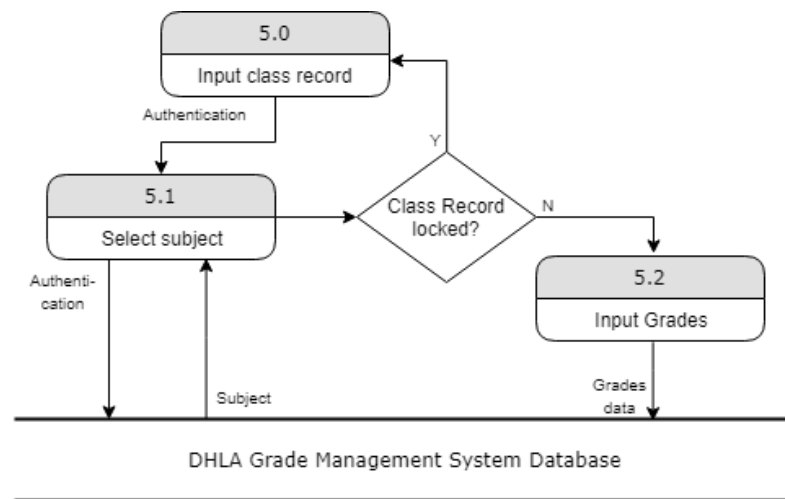 5.0
Input class record
Authentication
Y
5.1
Select subject
Class Record
locked?
N
Authenti-
cation
5.2
Input Grades
Subject
Grades
data
DHLA Grade Management System Database